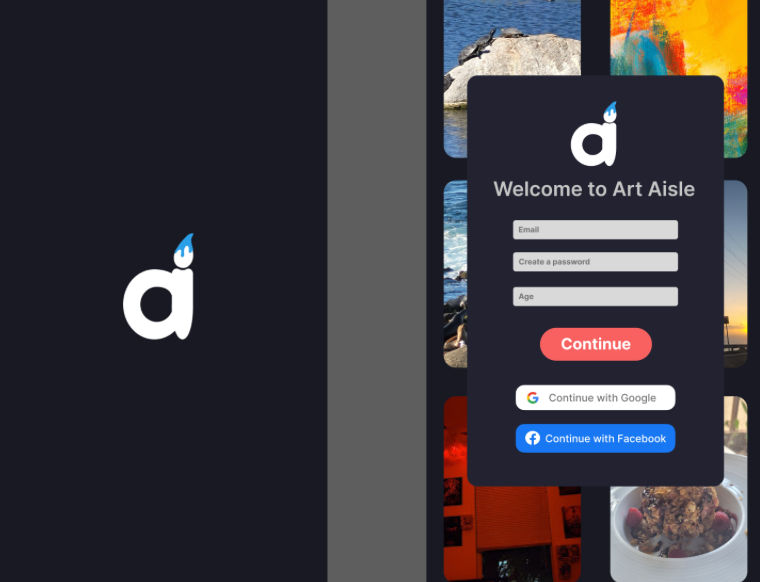 a
a
Welcome to Art Aisle
Email
Create a password
Age
Continue
Continue with Google
Continue with Facebook